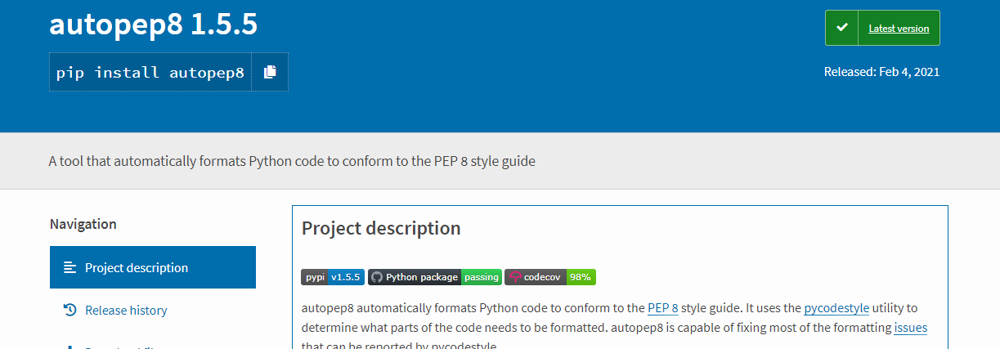 autopep8 1.5.5
Latest version
pip install autopep8
Released: Feb 4, 2021
A tool that automatically formats Python code to conform to the PEP 8 style guide
Navigation
Project description
Release history
Project description
pypi v1.5.5 Python package passing codecov 98%
autopep8 automatically formats Python code to conform to the PEP 8 style guide. It uses the pycodestyle utility to
determine what parts of the code needs to be formatted. autopep8 is capable of fixing most of the formatting issues
that can be reported by pycodestyle.